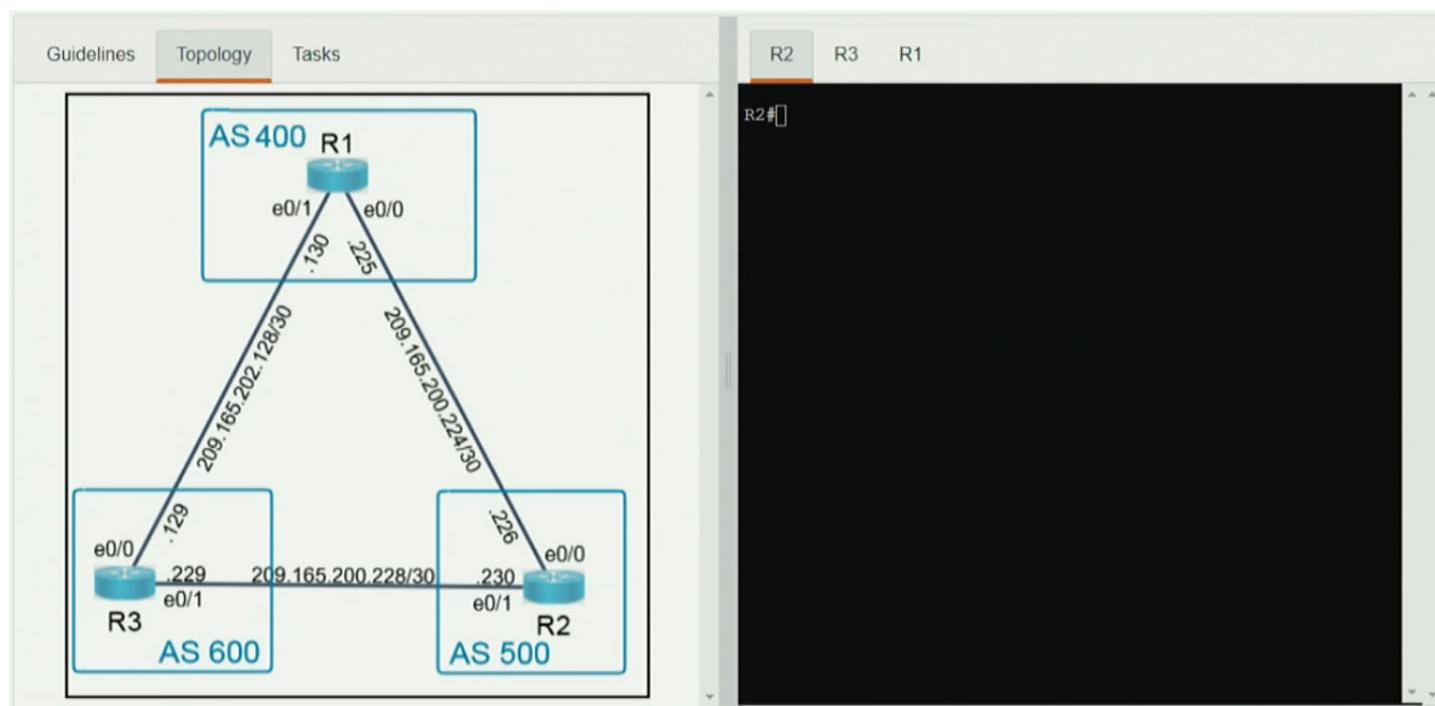 Guidelines
Topology
Tasks
R2
R3
R1
R2#
AS 400
R1
e0/1
e0/0
.130
.225
209.165.202.128/30
209.165.200.224/30
.129
.226
e0/0
e0/0
.229
209.165.200.228/30
.230
e0/1
e0/1
R3
R2
AS 600
AS 500